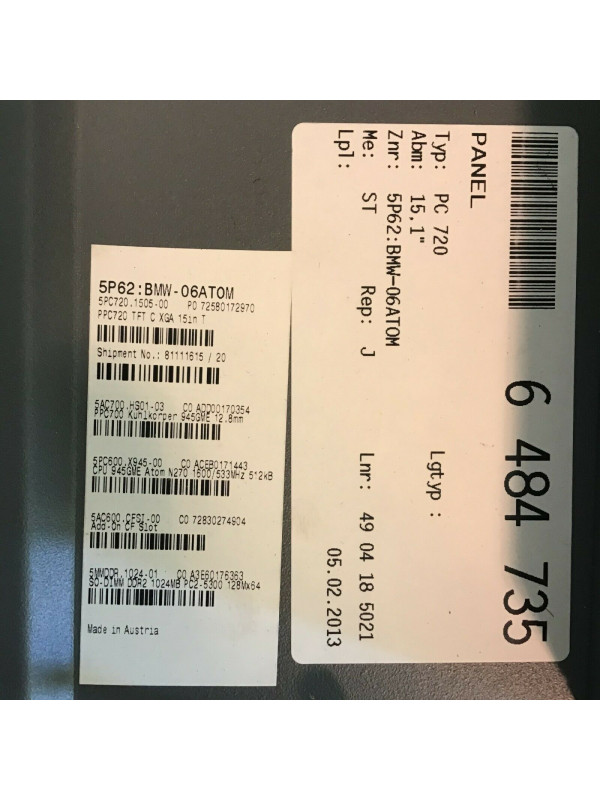 5P62:BMW-06ATOM
5PC720.1505-00 P0 72580172970
PPC720 TFT C XGA 15in T
Shipment No.: 81111615 / 20
5AC700.HS01-03 C0 ADD00170354
PPC700 Kuhlkorper 945GME 12.8mm
5PC600.X945-00 C0 ACEB0171443
CPU 945GME Atom N270 1600/533MHz 512kB
5AC600.CFSI-00 C0 72830274904
Add-On CF Slot
5MMDDR.1024-01 C0 A3E60176363
SO-DIMM DDR2 1024MB PC2-5300 128Mx64
Made in Austria
PANEL
6 484 735
Typ: PC 720 Lgtyp :
Abm: 15,1"
Znr: 5P62:BMW-06ATOM
Me: ST Rep: J Lnr: 49 04 18 5021
Lpl: 05.02.2013